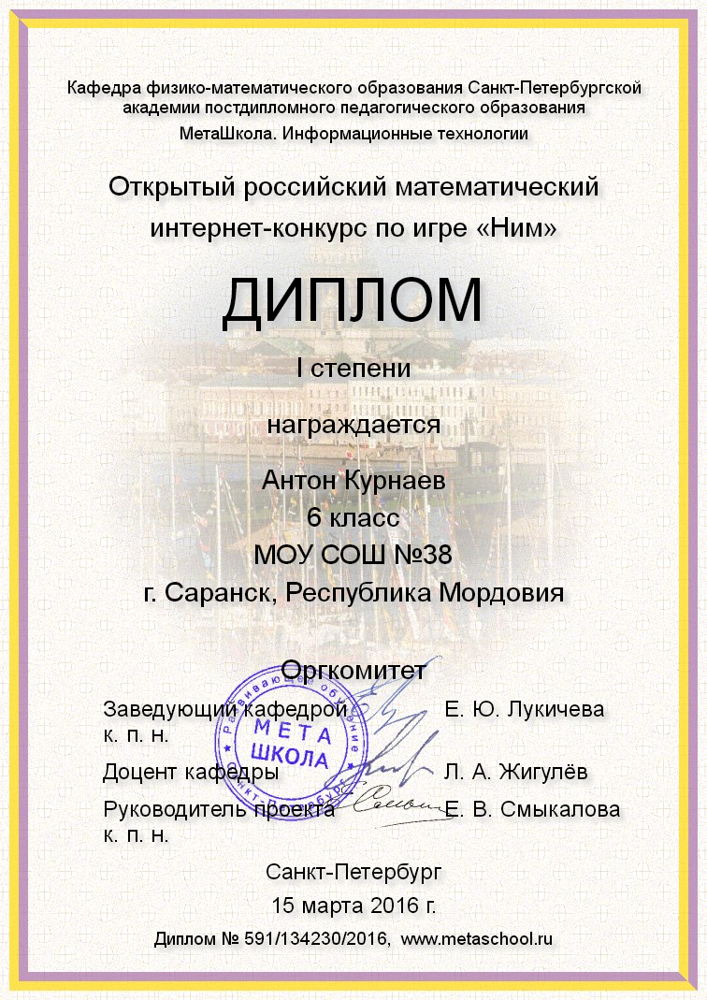 Кафедра физико-математического образования Санкт-Петербургской
академии постдипломного педагогического образования
МетаШкола. Информационные технологии
Открытый российский математический
интернет-конкурс по игре «Ним»
ДИПЛОМ
I степени
награждается
Антон Курнаев
6 класс
МОУ СОШ №38
г. Саранск, Республика Мордовия
Оргкомитет
Заведующий кафедрой Е. Ю. Лукичева
к. п. н.
Доцент кафедры Л. А. Жигулёв
Руководитель проекта Е. В. Смыкалова
к. п. н.
Развивающее обучение
МЕТА
ШКОЛА
Санкт-Петербург
Санкт-Петербург
15 марта 2016 г.
Диплом № 591/134230/2016, www.metaschool.ru